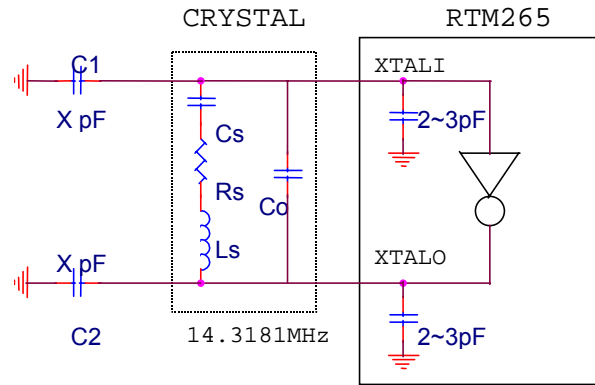 CRYSTAL
RTM265
C1
X pF
XTALI
2~3pF
Cs
Rs
Co
Ls
X pF
C2
XTALO
2~3pF
14.3181MHz